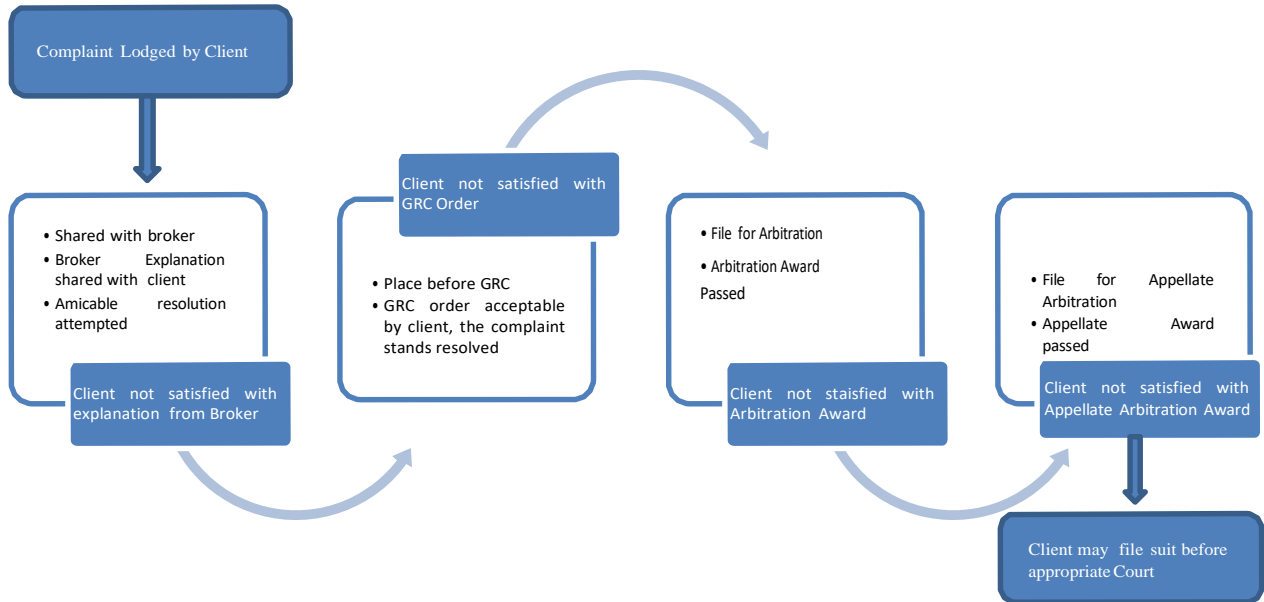 Complaint Lodged by Client
• Shared with broker
• Broker Explanation
shared with client
• Amicable resolution
attempted
Client not satisfied with
explanation from Broker
Client not satisfied with
GRC Order
• Place before GRC
• GRC order acceptable
by client, the complaint
stands resolved
• File for Arbitration
• Arbitration Award
Passed
Client not staisfied with
Arbitration Award
• File for Appellate
Arbitration
• Appellate Award
passed
Client not satisfied with
Appellate Arbitration Award
Client may file suit before
appropriate Court